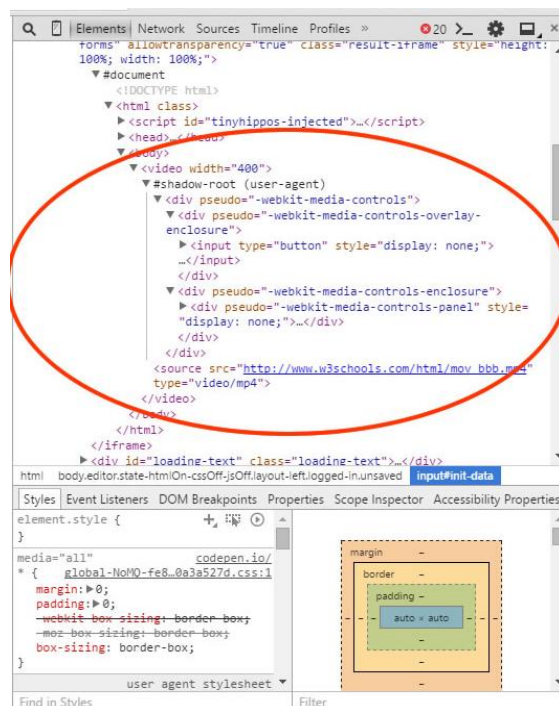 Elements Network Sources Timeline Profiles » 20
forms" allowtransparency="true" class="result-iframe" style="height:
100%; width: 100%;">
▼#document
<!DOCTYPE html>
▼<html class>
▶<script id="tinyhippos-injected">…</script>
▶<head>…</head>
▼<body>
▼<video width="400">
▼#shadow-root (user-agent)
▼<div pseudo="-webkit-media-controls">
▼<div pseudo="-webkit-media-controls-overlay-
enclosure">
▶<input type="button" style="display: none;">
…</input>
</div>
▼<div pseudo="-webkit-media-controls-enclosure">
▶<div pseudo="-webkit-media-controls-panel" style=
"display: none;">…</div>
</div>
</div>
<source src="http://www.w3schools.com/html/mov_bbb.mp4"
type="video/mp4">
</video>
</body>
</html>
</iframe>
▶<div id="loading-text" class="loading-text">…</div>
html body.editor.state-htmlOn-cssOff-jsOff.layout-left.logged-in.unsaved input#init-data
Styles Event Listeners DOM Breakpoints Properties Scope Inspector Accessibility Properties
element.style {
}
media="all" codepen.io/
* { global-NoMQ-fe8…0a3a527d.css:1
margin:▶0;
padding:▶0;
-webkit-box-sizing: border-box;
-moz-box-sizing: border-box;
box-sizing: border-box;
}
user agent stylesheet
Find in Styles
margin –
border –
padding –
– – – auto × auto – – –
–
–
–
Filter